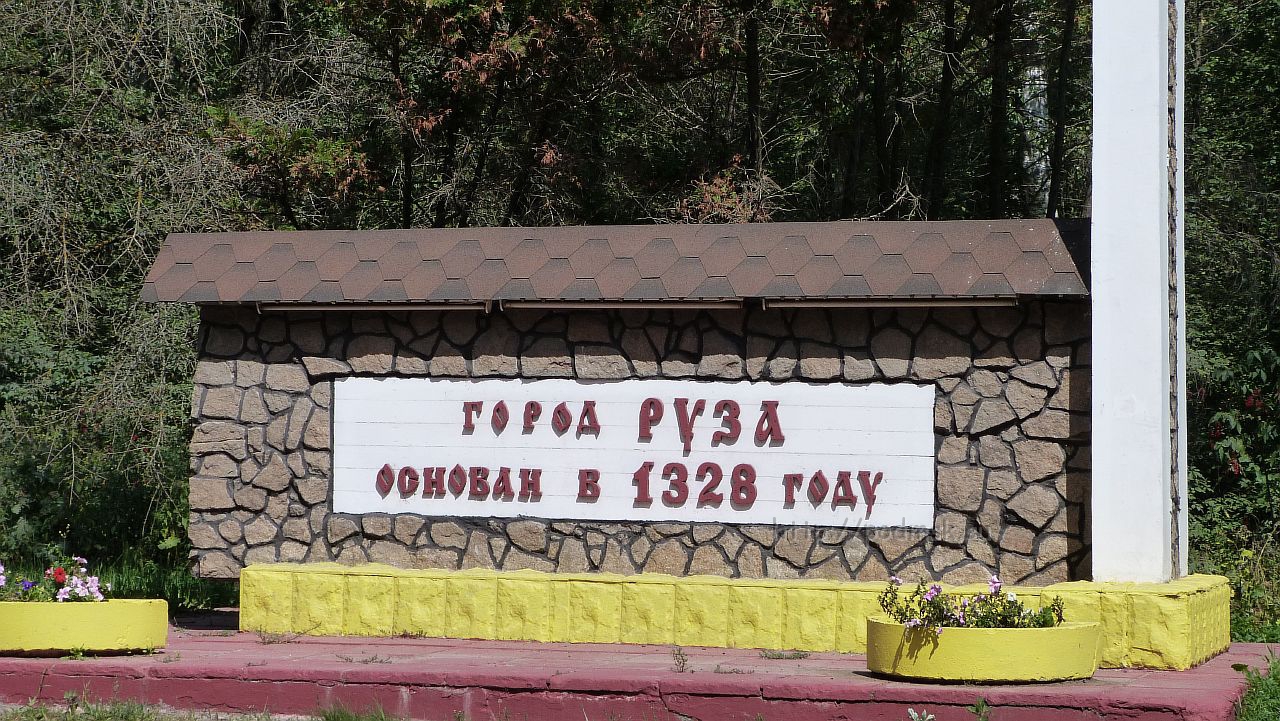 ГОРОД РУЗА
ОСНОВАН В 1328 ГОДУ